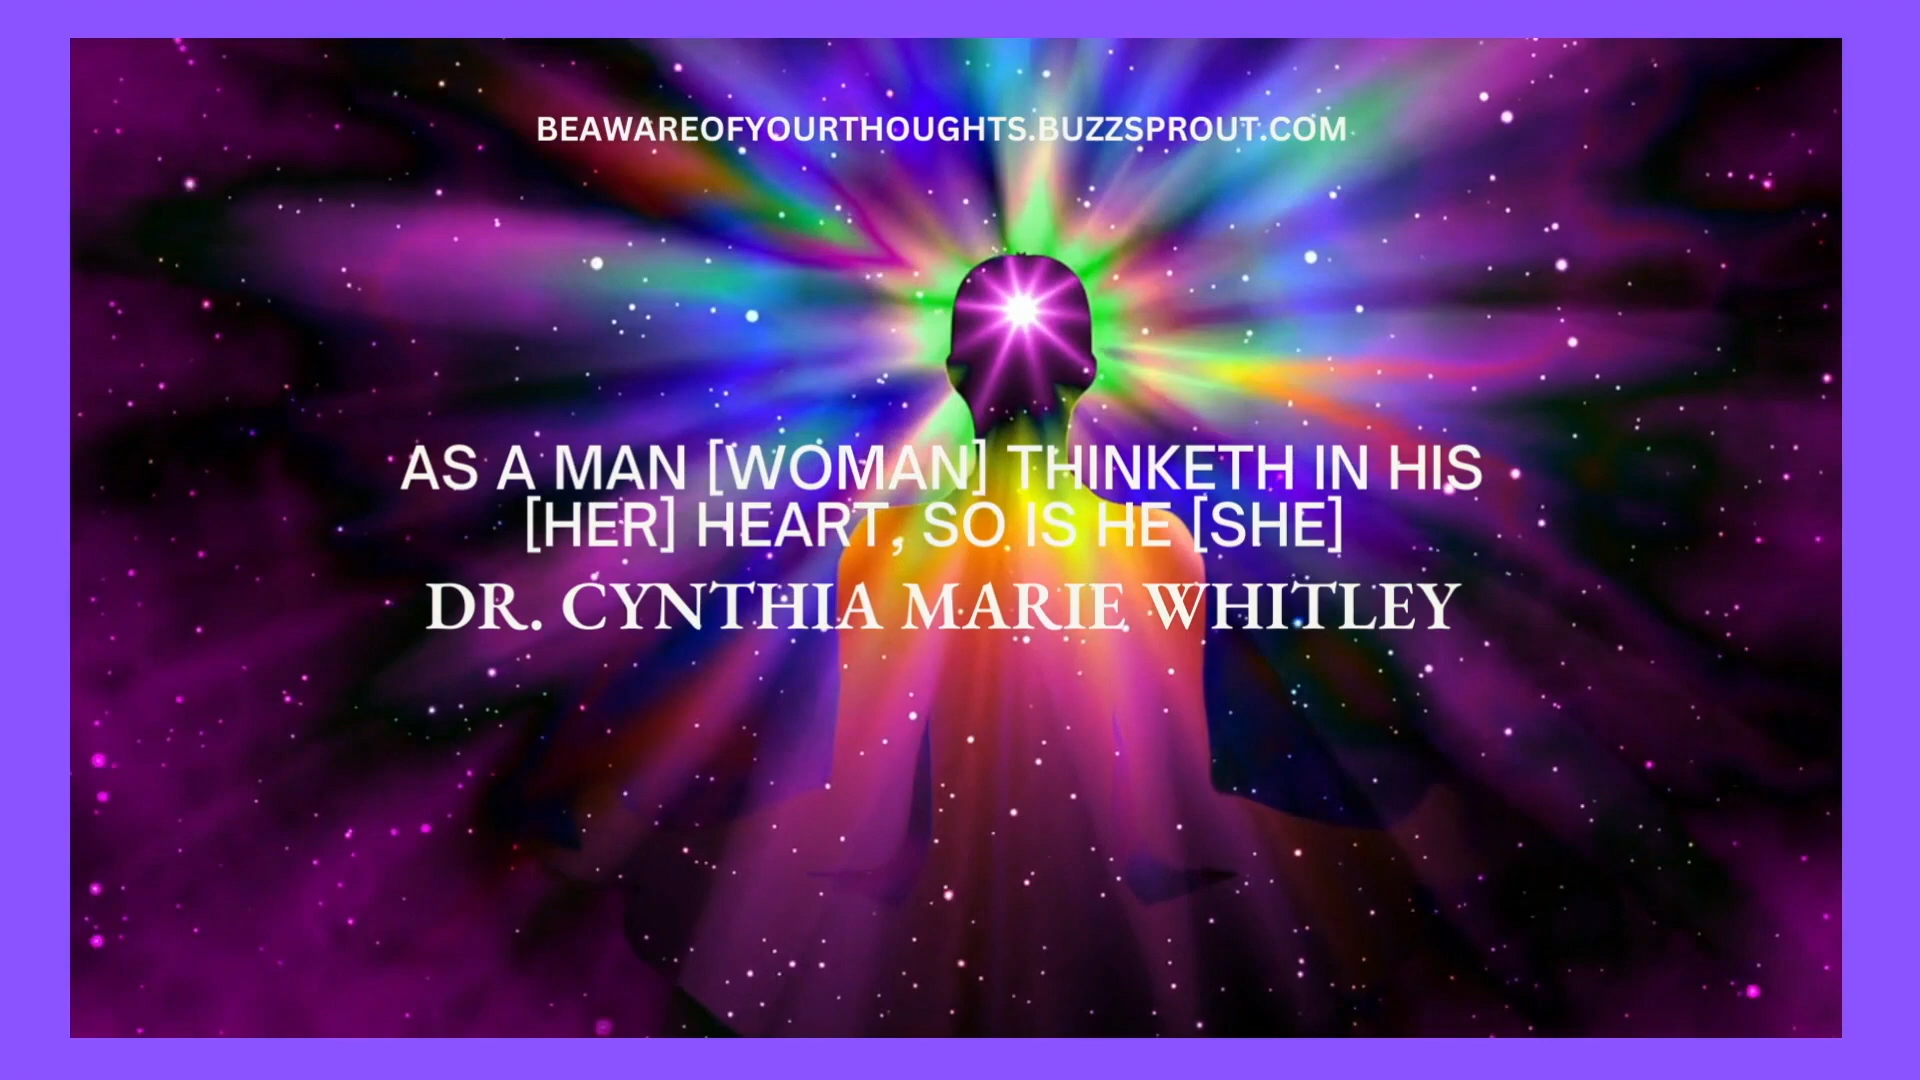 BEAWAREOFYOURTHOUGHTS.BUZZSPROUT.COM
AS A MAN [WOMAN] THINKETH IN HIS
[HER] HEART, SO IS HE [SHE]
DR. CYNTHIA MARIE WHITLEY